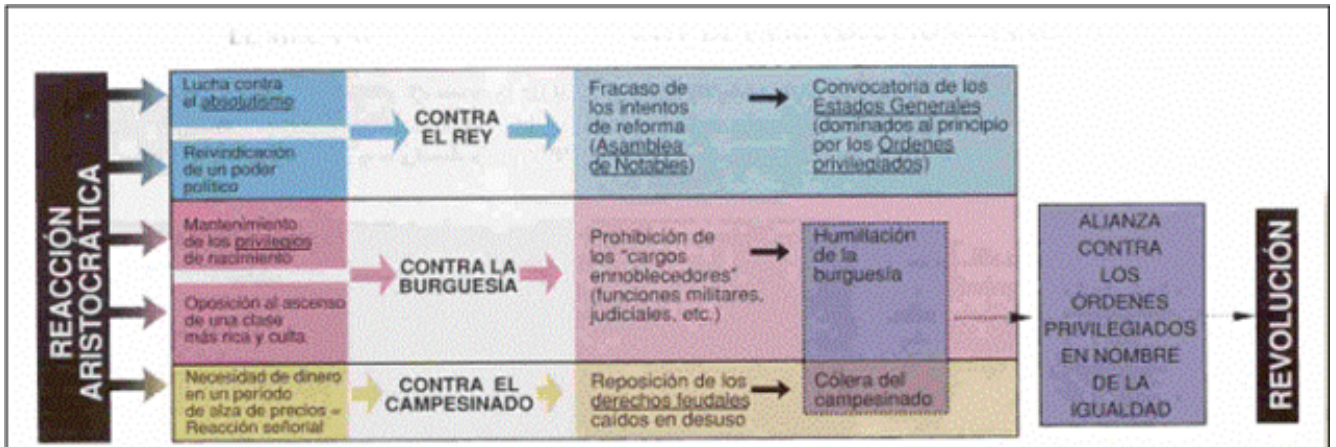 REACCIÓN
ARISTOCRÁTICA
Lucha contra
el absolutismo
Reivindicación
de un poder
político
CONTRA
EL REY
Fracaso de
los intentos
de reforma
(Asamblea
de Notables)
Convocatoria de los
Estados Generales
(dominados al principio
por los Órdenes
privilegiados)
Mantenimiento
de los privilegios
de nacimiento
Oposición al ascenso
de una clase
más rica y culta
CONTRA LA
BURGUESÍA
Prohibición de
los "cargos
ennoblecedores"
(funciones militares,
judiciales, etc.)
Humillación
de la
burguesía
Necesidad de dinero
en un período
de alza de precios =
Reacción señorial
CONTRA EL
CAMPESINADO
Reposición de los
derechos feudales
caídos en desuso
Cólera del
campesinado
ALIANZA
CONTRA
LOS
ÓRDENES
PRIVILEGIADOS
EN NOMBRE
DE LA
IGUALDAD
REVOLUCIÓN